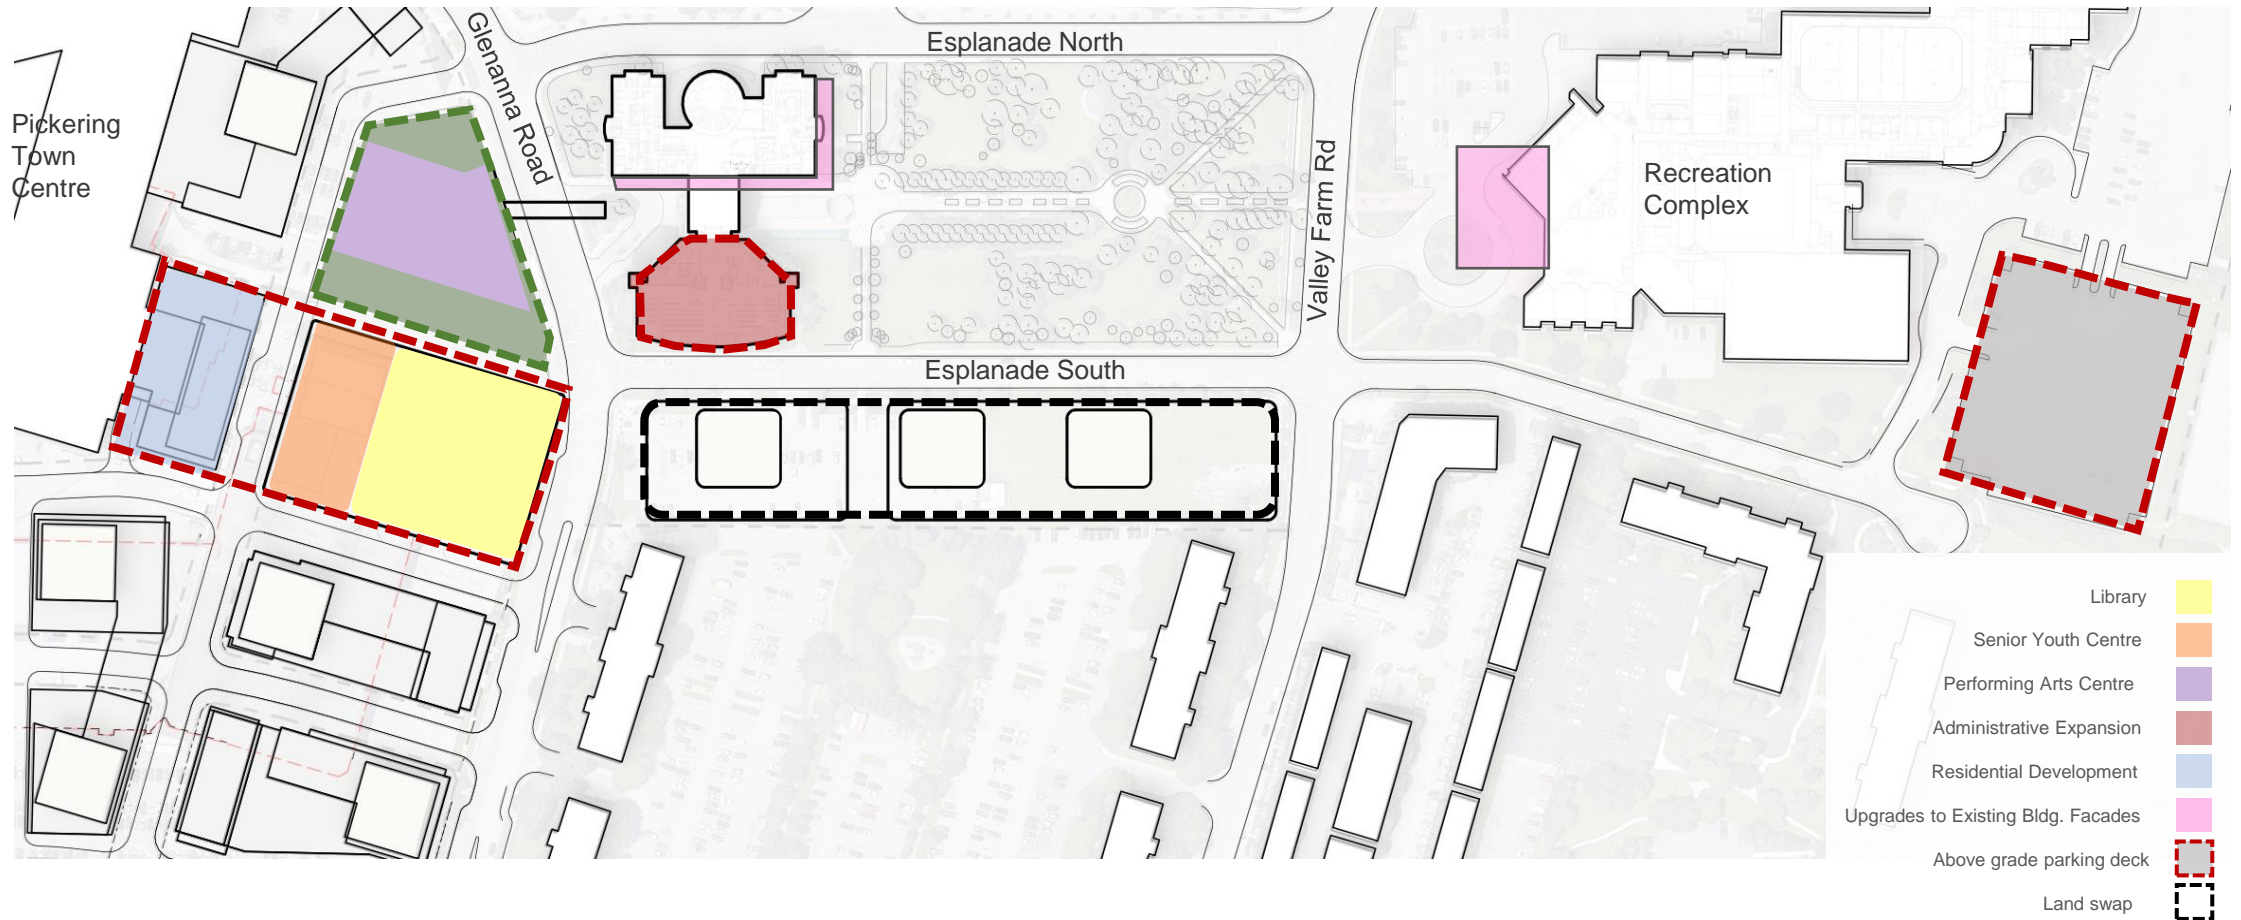 Esplanade North
Glenanna Road
Pickering
Town
Centre
Valley Farm Rd
Recreation
Complex
Esplanade South
Library
Senior Youth Centre
Performing Arts Centre
Administrative Expansion
Residential Development
Upgrades to Existing Bldg. Facades
Above grade parking deck
Land swap